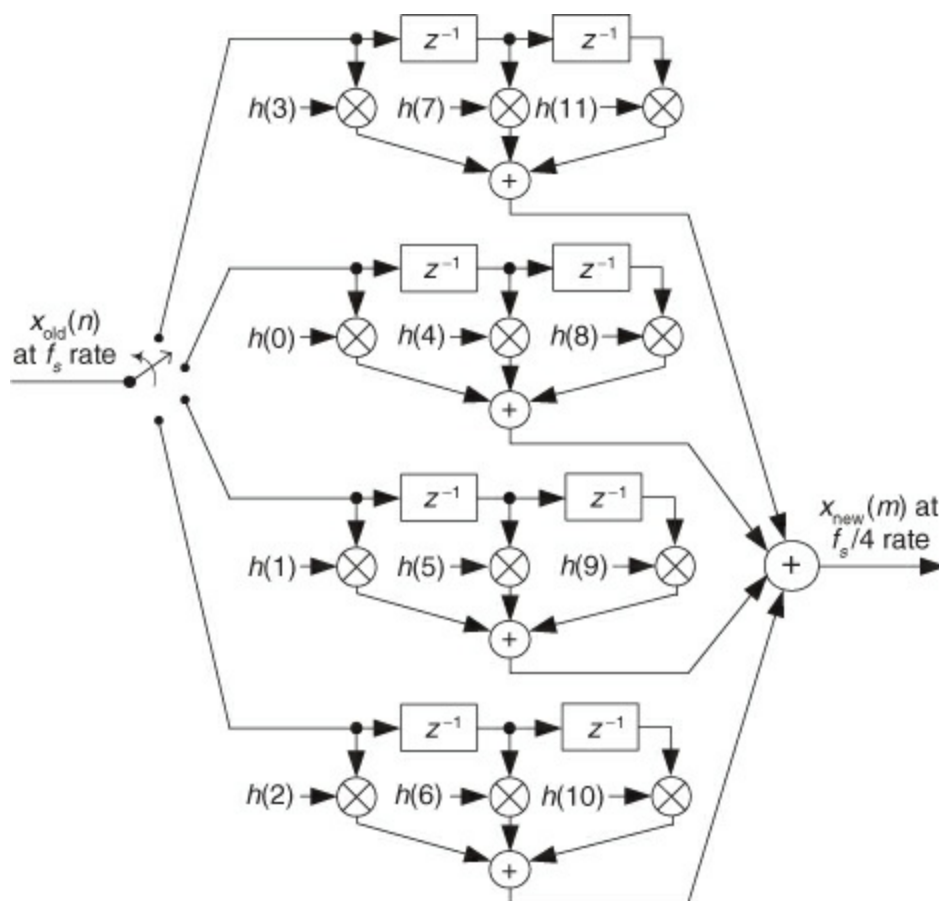 z⁻¹ z⁻¹
h(3) h(7) h(11)
+
z⁻¹ z⁻¹
x_old(n)
at f_s rate
h(0) h(4) h(8)
+
z⁻¹ z⁻¹
x_new(m) at
f_s/4 rate
h(1) h(5) h(9)
+
+
z⁻¹ z⁻¹
h(2) h(6) h(10)
+